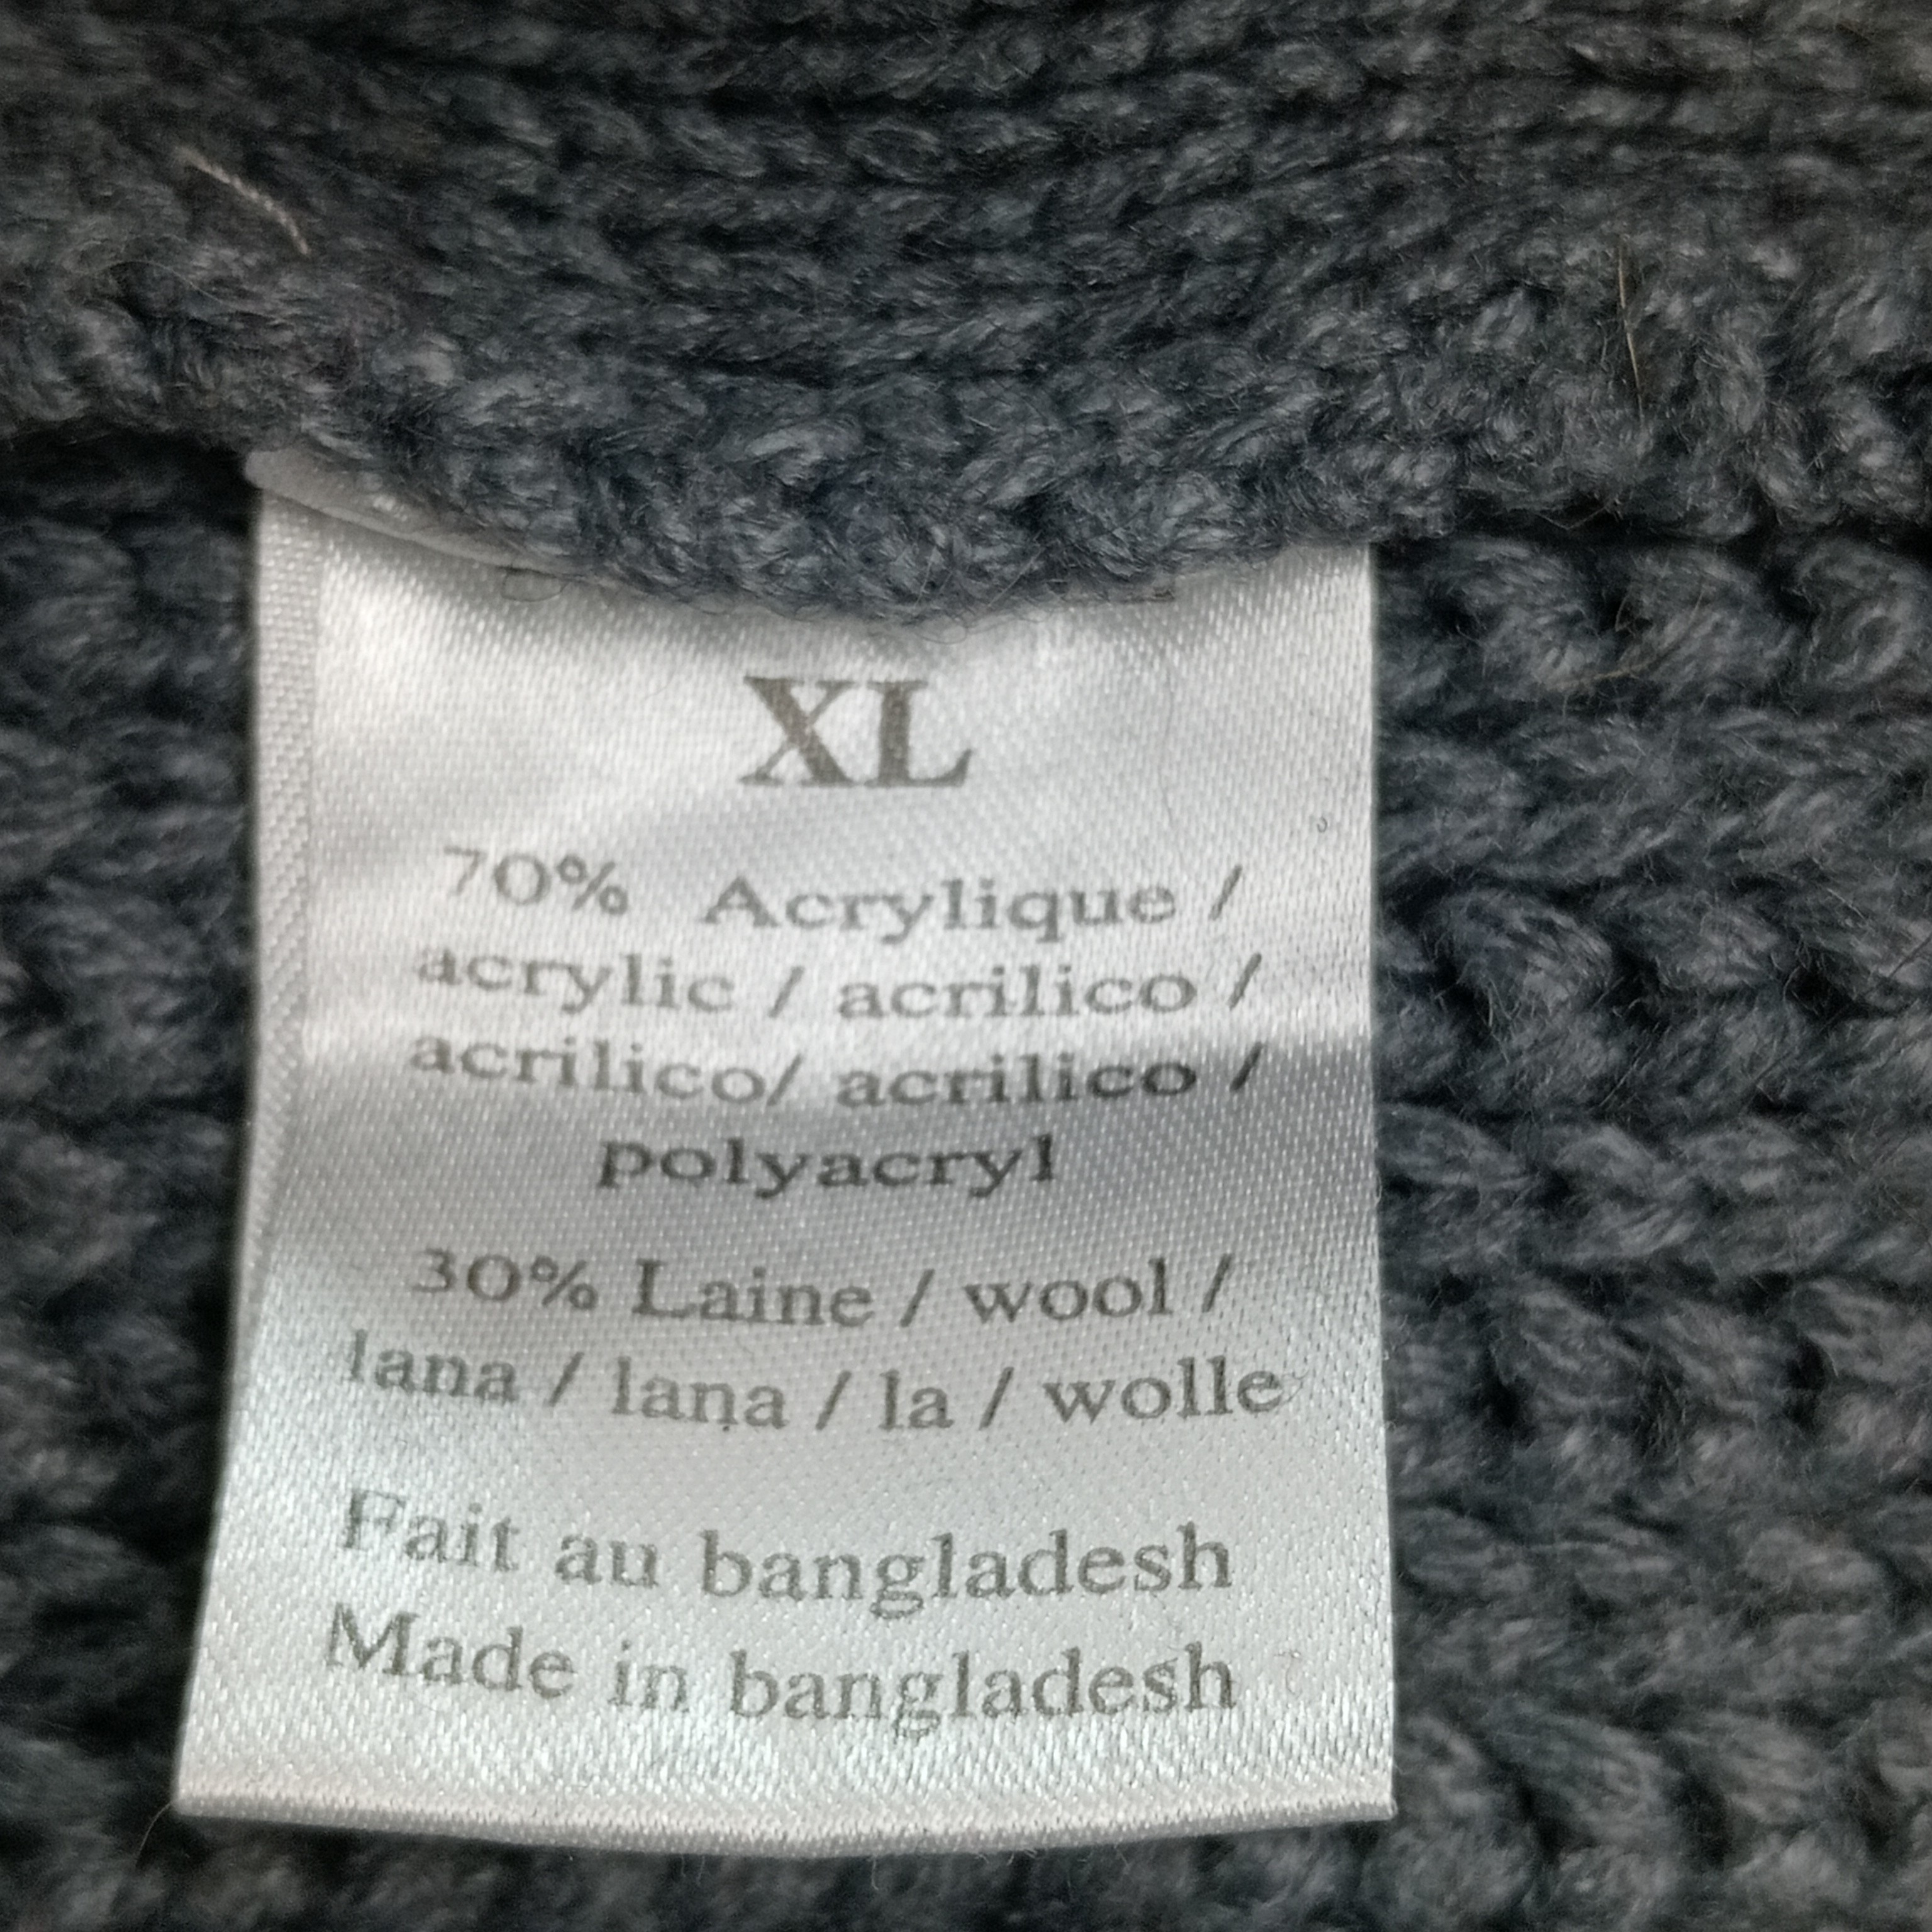 XL
70% Acrylique /
acrylic / acrilico /
acrilico/ acrilico /
polyacryl
30% Laine / wool /
lana / lana / la / wolle
Fait au bangladesh
Made in bangladesh